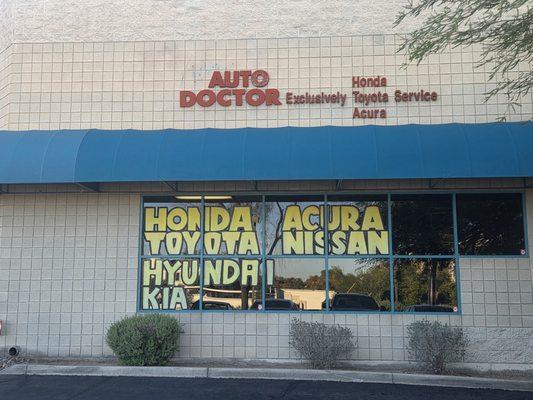 AUTO
DOCTOR
Exclusively
Honda
Toyota Service
Acura
HONDA ACURA
TOYOTA NISSAN
HYUNDAI
KIA